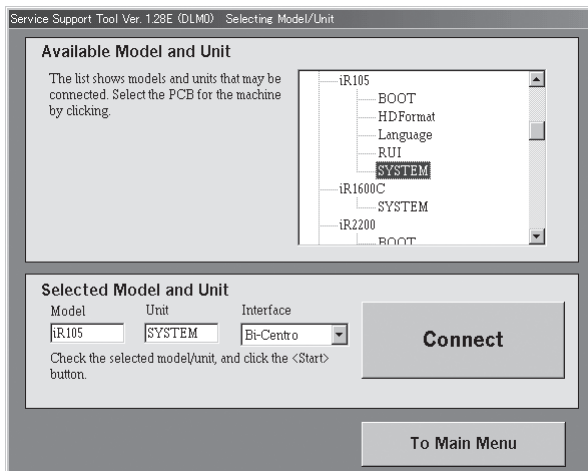 Service Support Tool Ver. 1.28E (DLM0)   Selecting Model/Unit
Available Model and Unit
The list shows models and units that may be
connected. Select the PCB for the machine
by clicking.
iR105
BOOT
HDFormat
Language
RUI
SYSTEM
iR1600C
SYSTEM
iR2200
BOOT
Selected Model and Unit
Model Unit Interface
iR105 SYSTEM Bi-Centro
Check the selected model/unit, and click the <Start>
button.
Connect
To Main Menu